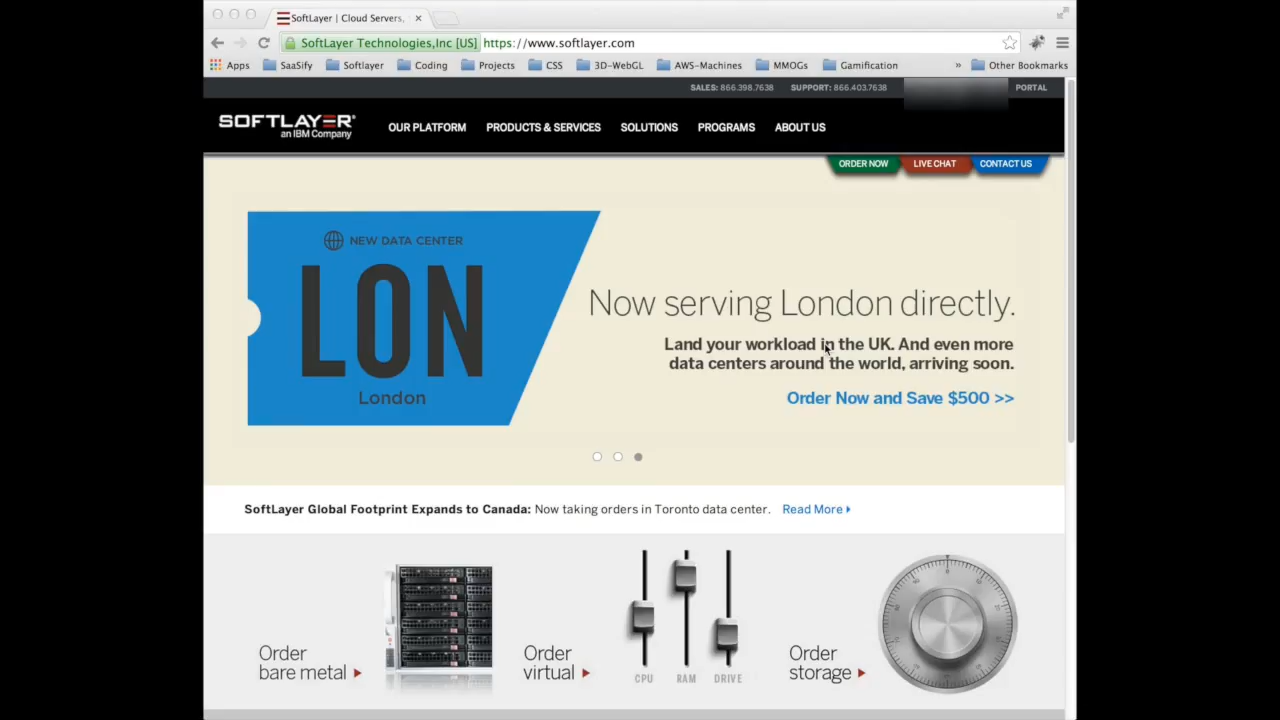 SoftLayer | Cloud Servers,
SoftLayer Technologies,Inc [US] https://www.softlayer.com
Apps SaaSify Softlayer Coding Projects CSS 3D-WebGL AWS-Machines MMOGs Gamification » Other Bookmarks
SALES: 866.398.7638 SUPPORT: 866.403.7638 PORTAL
SOFTLAYER®
an IBM Company
OUR PLATFORM PRODUCTS & SERVICES SOLUTIONS PROGRAMS ABOUT US
ORDER NOW LIVE CHAT CONTACT US
NEW DATA CENTER
LON
London
Now serving London directly.
Land your workload in the UK. And even more
data centers around the world, arriving soon.
Order Now and Save $500 >>
SoftLayer Global Footprint Expands to Canada: Now taking orders in Toronto data center. Read More
Order
bare metal
Order
virtual
CPU RAM DRIVE
Order
storage